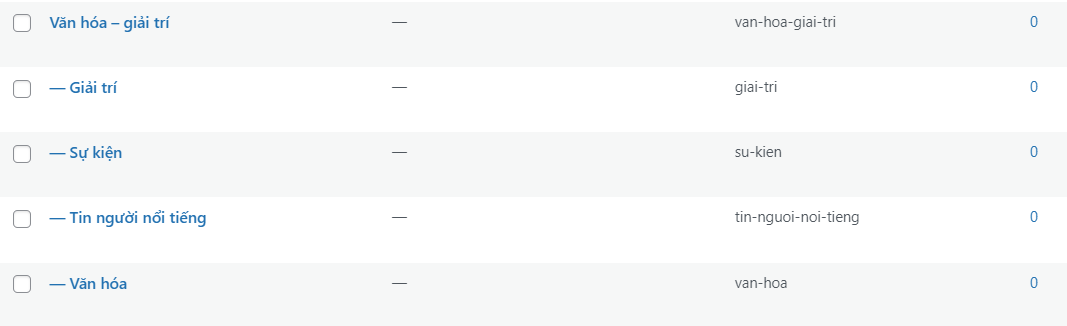 Văn hóa – giải trí — van-hoa-giai-tri 0
— Giải trí — giai-tri 0
— Sự kiện — su-kien 0
— Tin người nổi tiếng — tin-nguoi-noi-tieng 0
— Văn hóa — van-hoa 0